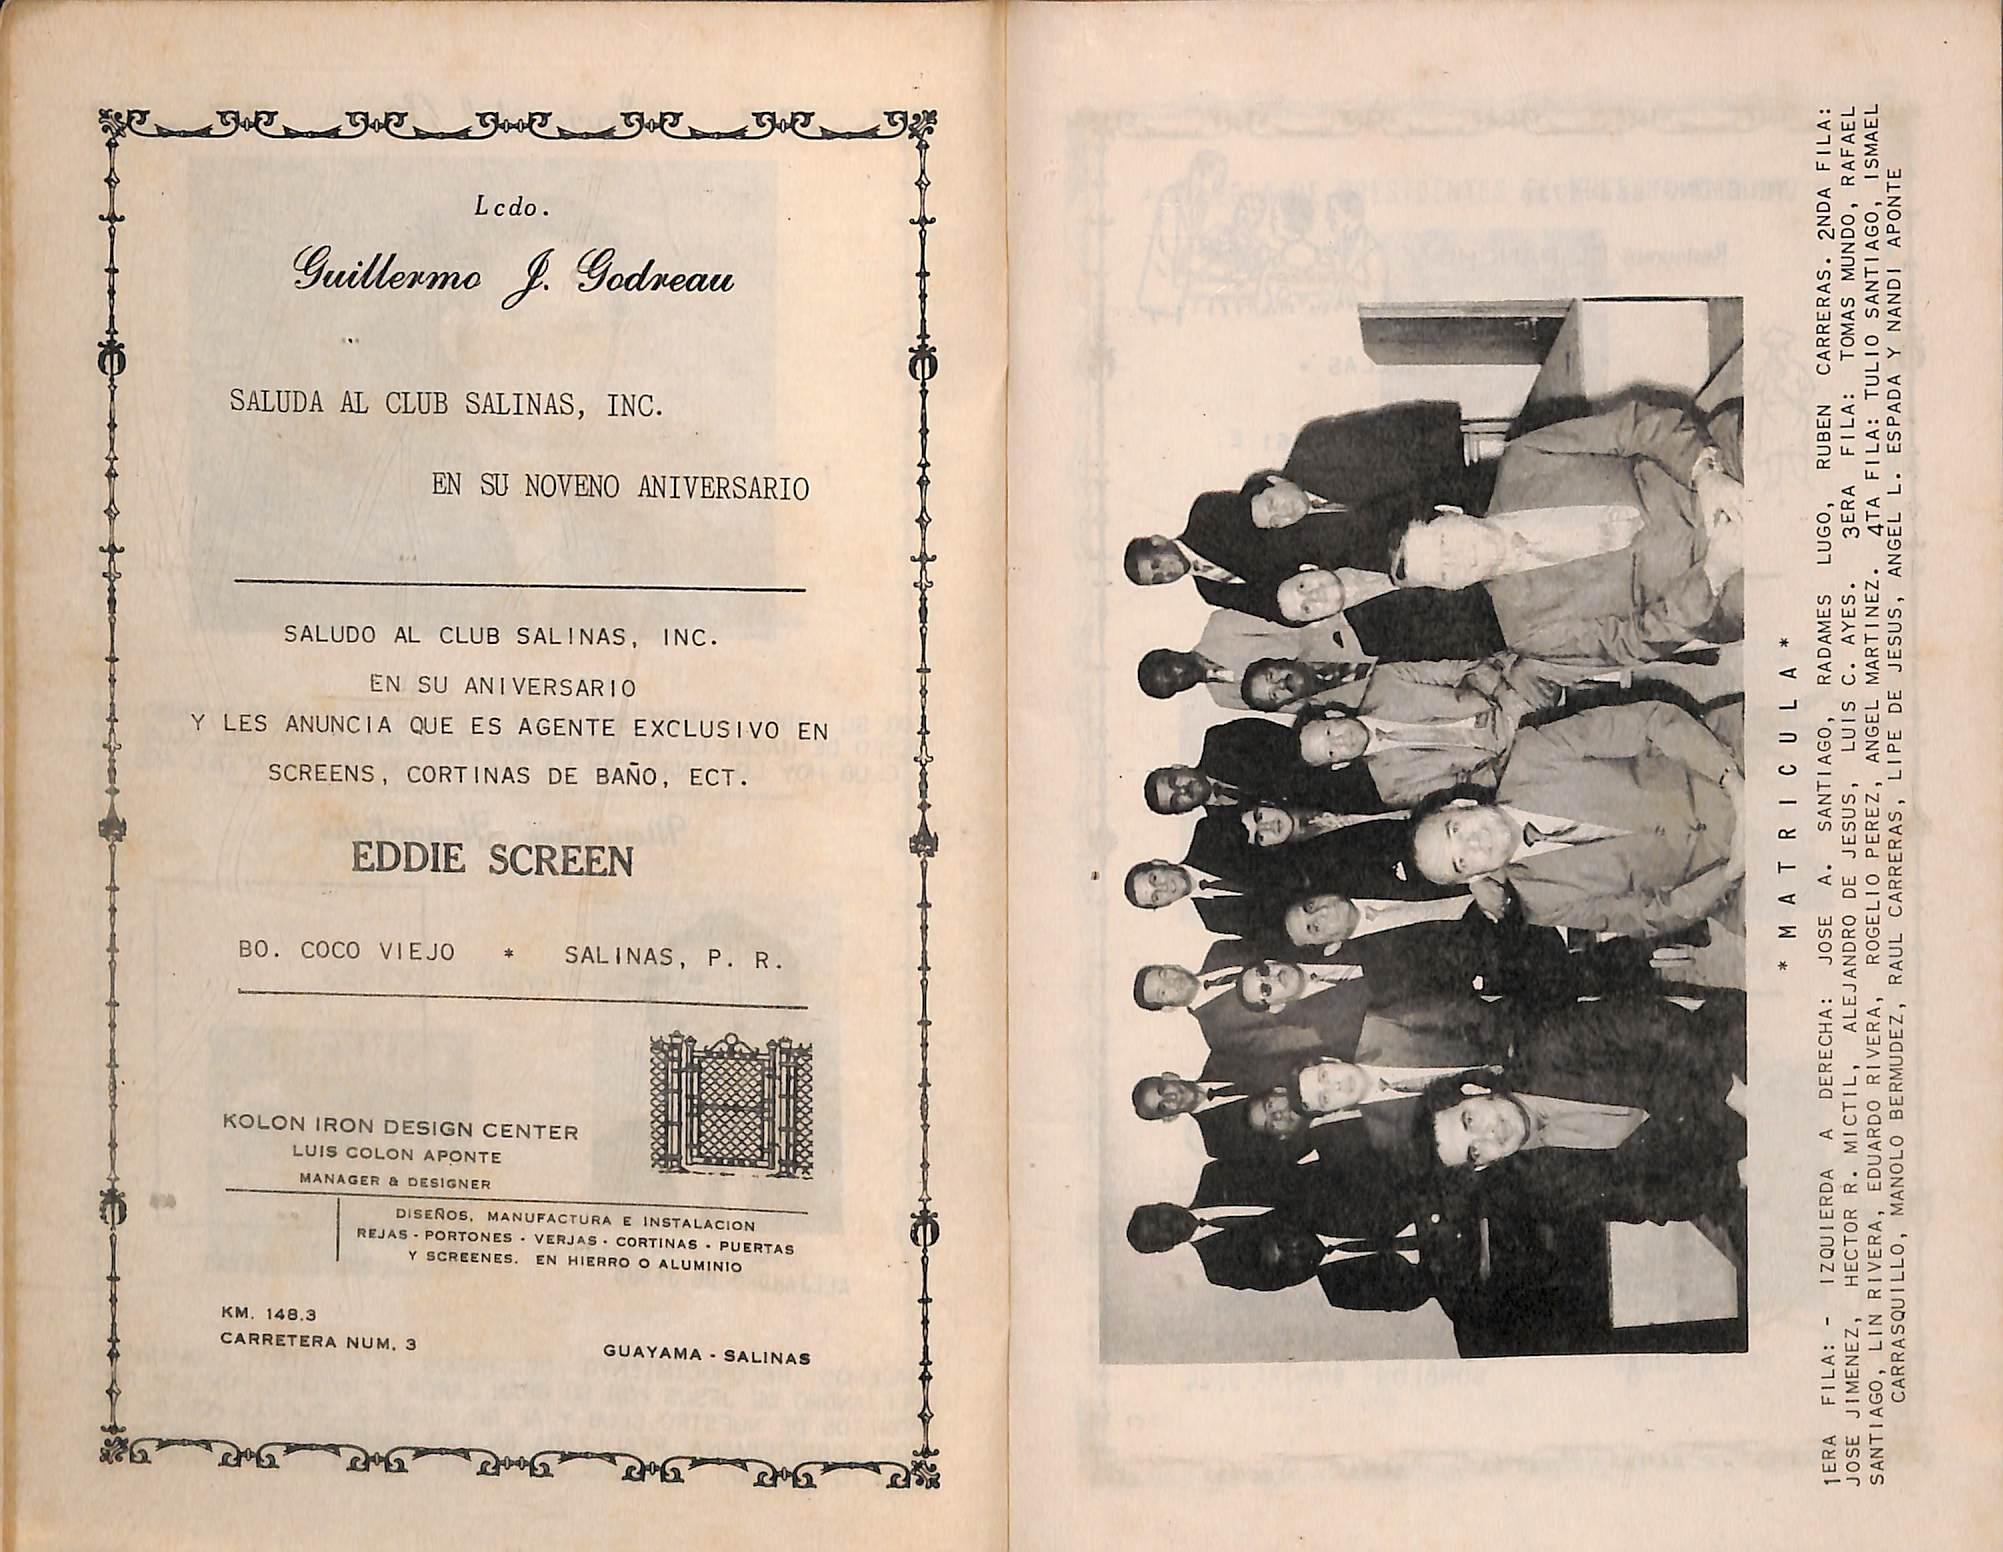 Lcdo.
Guillermo J. Godreau
SALUDA AL CLUB SALINAS, INC.
EN SU NOVENO ANIVERSARIO
SALUDO AL CLUB SALINAS, INC.
EN SU ANIVERSARIO
Y LES ANUNCIA QUE ES AGENTE EXCLUSIVO EN
SCREENS, CORTINAS DE BAÑO, ECT.
EDDIE SCREEN
BO. COCO VIEJO * SALINAS, P. R.
KOLON IRON DESIGN CENTER
LUIS COLON APONTE
MANAGER & DESIGNER
DISEÑOS, MANUFACTURA E INSTALACION
REJAS - PORTONES - VERJAS - CORTINAS - PUERTAS
Y SCREENES. EN HIERRO O ALUMINIO
KM. 148.3
CARRETERA NUM. 3
GUAYAMA - SALINAS
* M A T R I C U L A *
1ERA FILA: - IZQUIERDA A DERECHA: JOSE A. SANTIAGO, RADAMES LUGO, RUBEN CARRERAS. 2NDA FILA:
JOSE JIMENEZ, HECTOR R. MICTIL, ALEJANDRO DE JESUS, LUIS C. AYES. 3ERA FILA: TOMAS MUNDO, RAFAEL
SANTIAGO, LIN RIVERA, EDUARDO RIVERA, ROGELIO PEREZ, ANGEL MARTINEZ. 4TA FILA: TULIO SANTIAGO, ISMAEL
CARRASQUILLO, MANOLO BERMUDEZ, RAUL CARRERAS, LIPE DE JESUS, ANGEL L. ESPADA Y NANDI APONTE